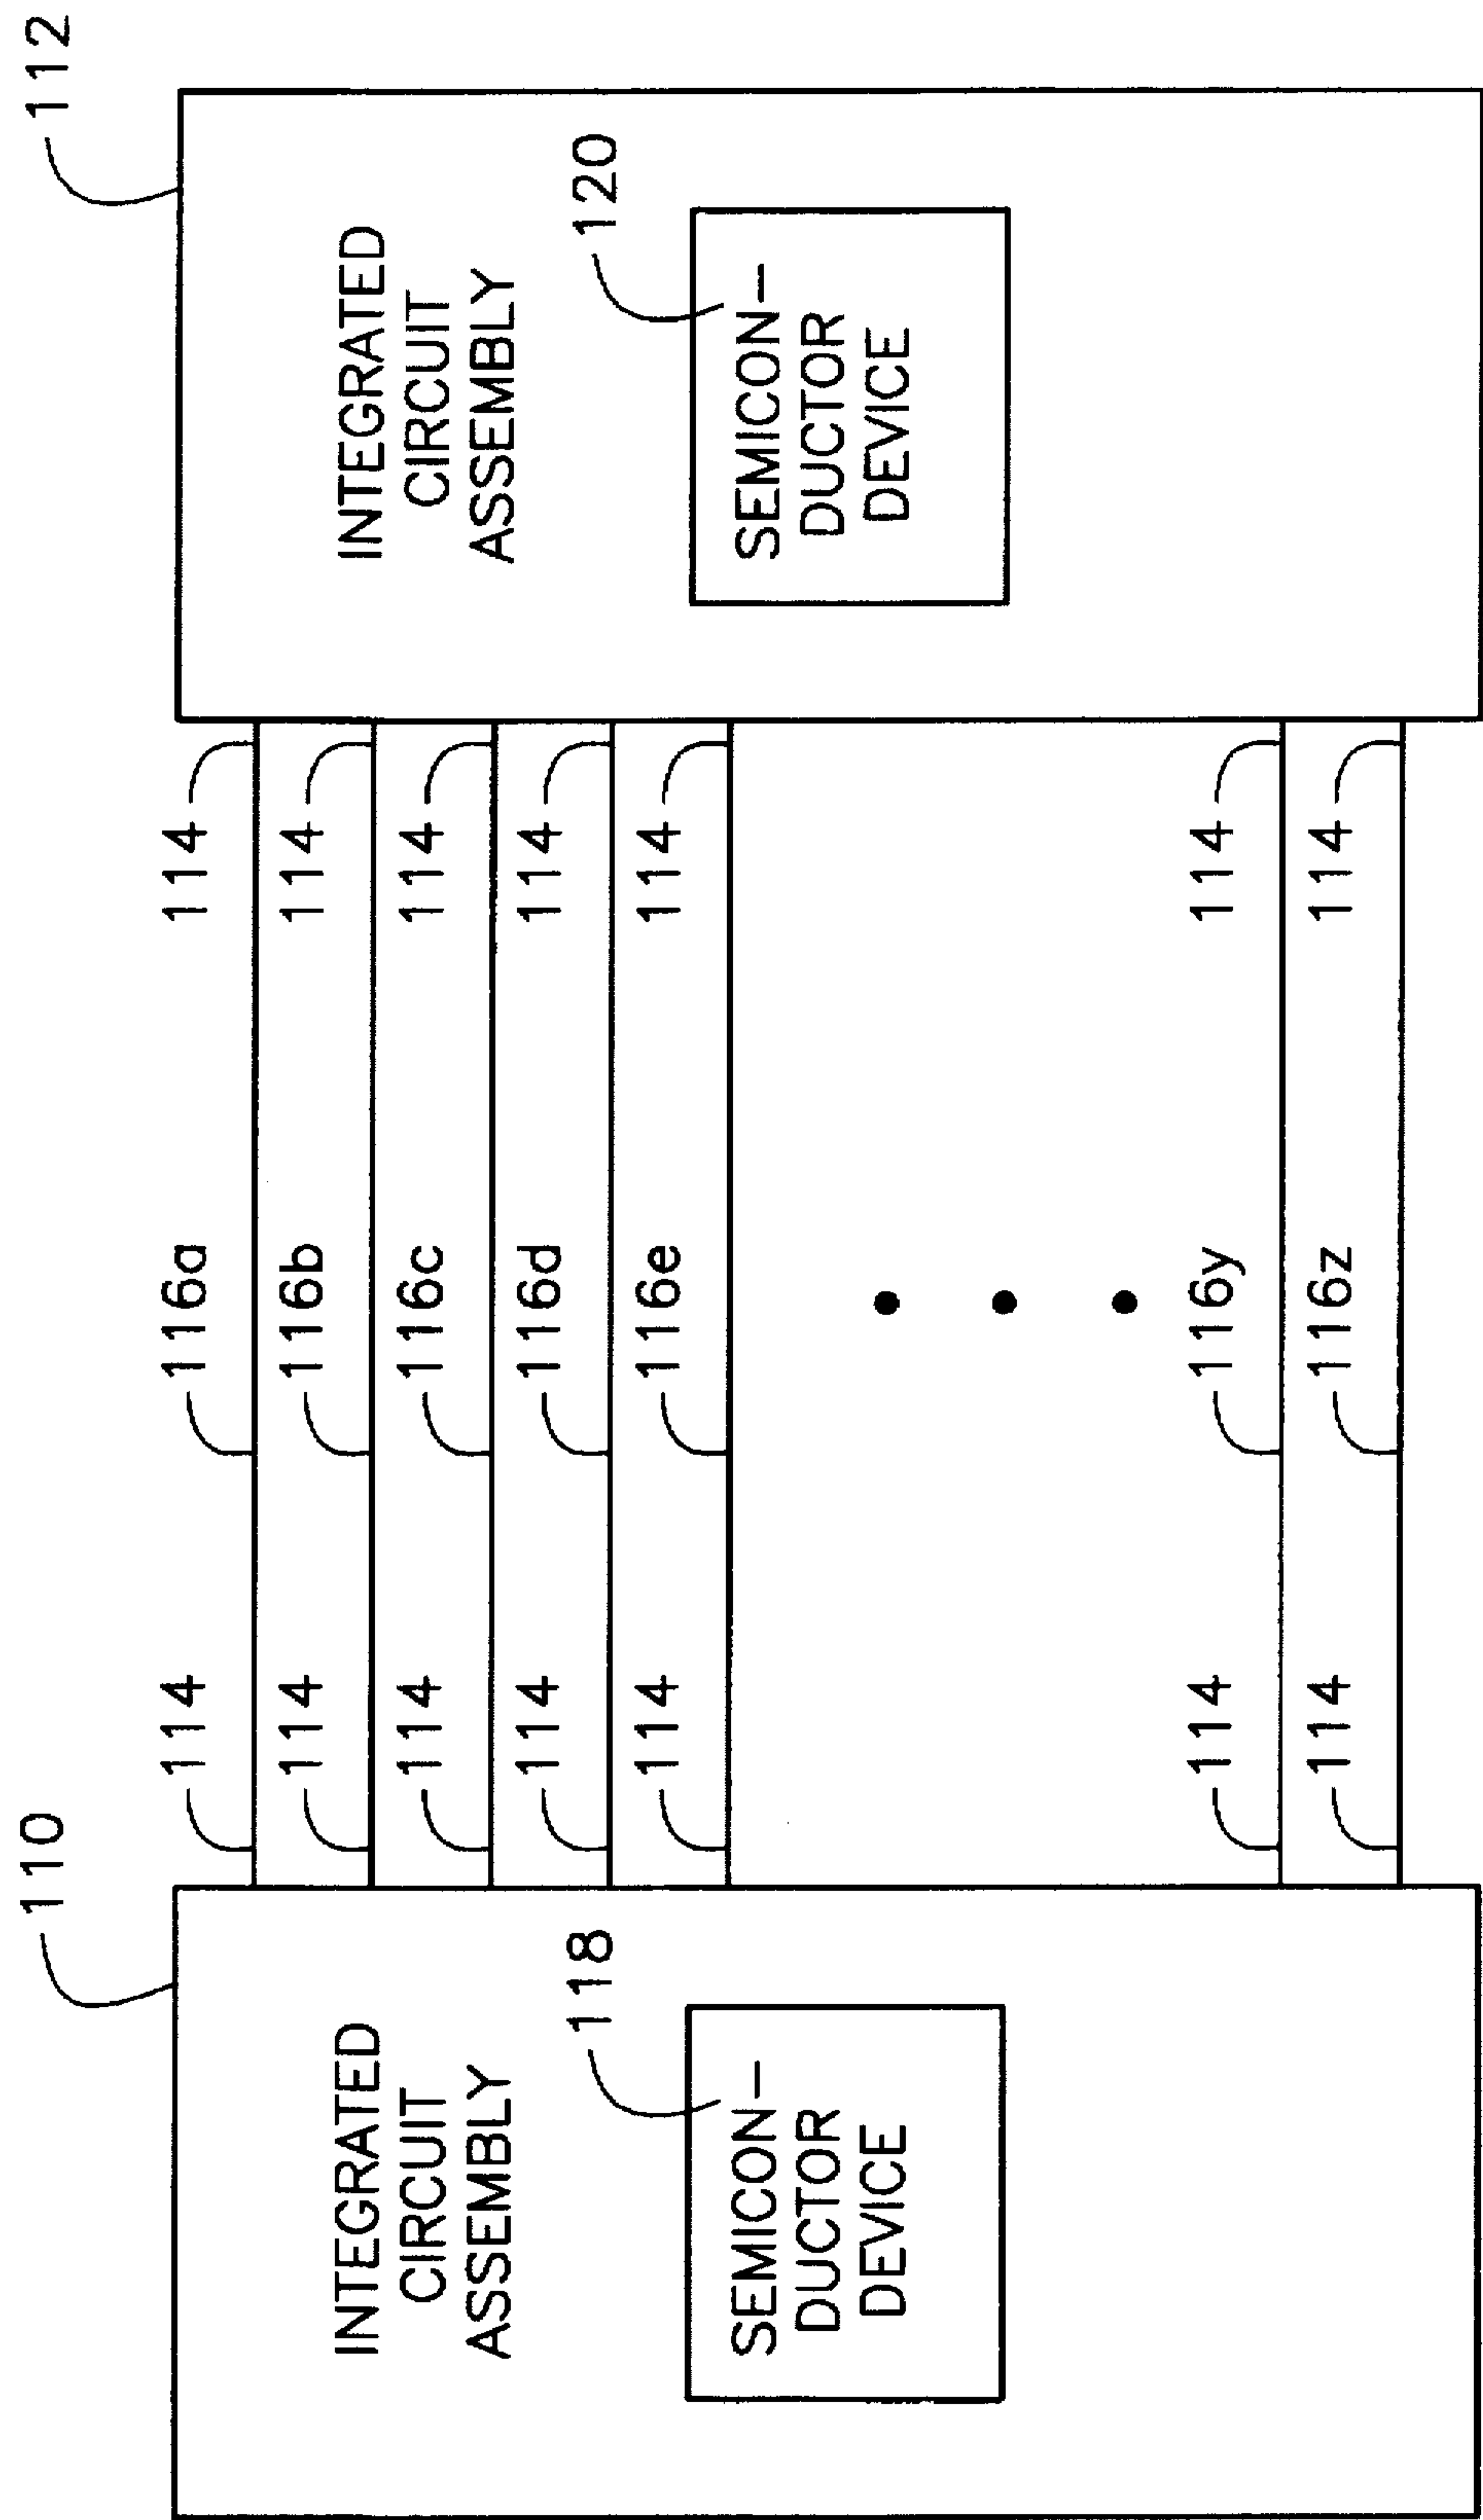 110
112
INTEGRATED
CIRCUIT
ASSEMBLY
118
SEMICON-
DUCTOR
DEVICE
114
116a
114
114
116b
114
114
116c
114
114
116d
114
114
116e
114
114
116y
114
114
116z
114
INTEGRATED
CIRCUIT
ASSEMBLY
120
SEMICON-
DUCTOR
DEVICE